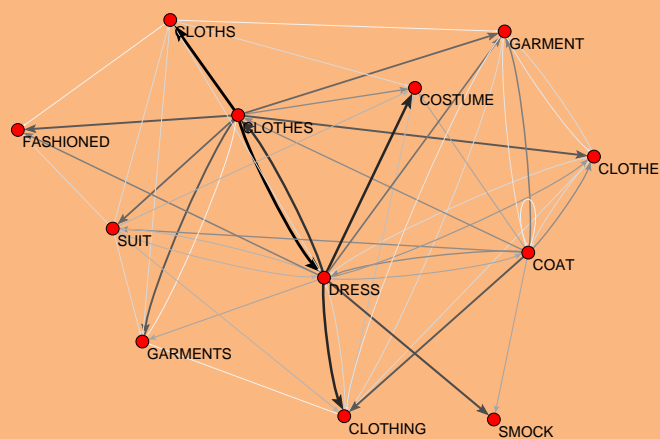 CLOTHS
GARMENT
COSTUME
CLOTHES
FASHIONED
CLOTHE
SUIT
COAT
DRESS
GARMENTS
CLOTHING
SMOCK